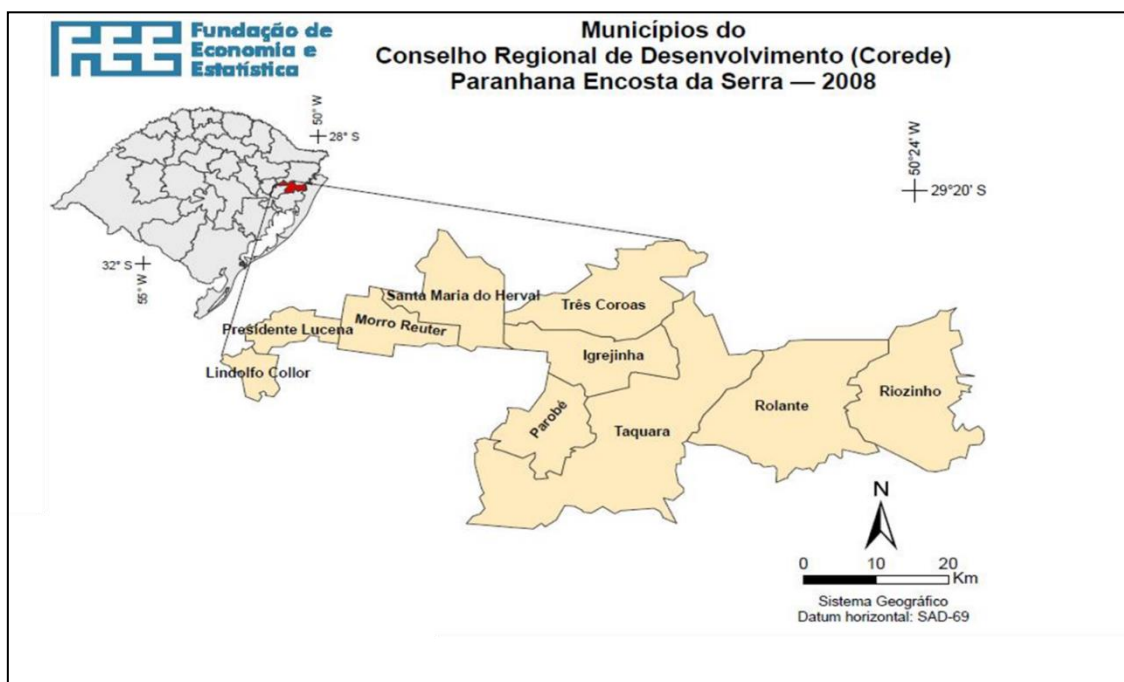 FEE
Fundação de
Economia e
Estatística
Municípios do
Conselho Regional de Desenvolvimento (Corede)
Paranhana Encosta da Serra — 2008
50° W
28° S
50°24' W
29°20' S
32° S
55° W
Santa Maria do Herval
Três Coroas
Presidente Lucena
Morro Reuter
Igrejinha
Lindolfo Collor
Riozinho
Rolante
Parobé
Taquara
N
0 10 20
Km
Sistema Geográfico
Datum horizontal: SAD-69